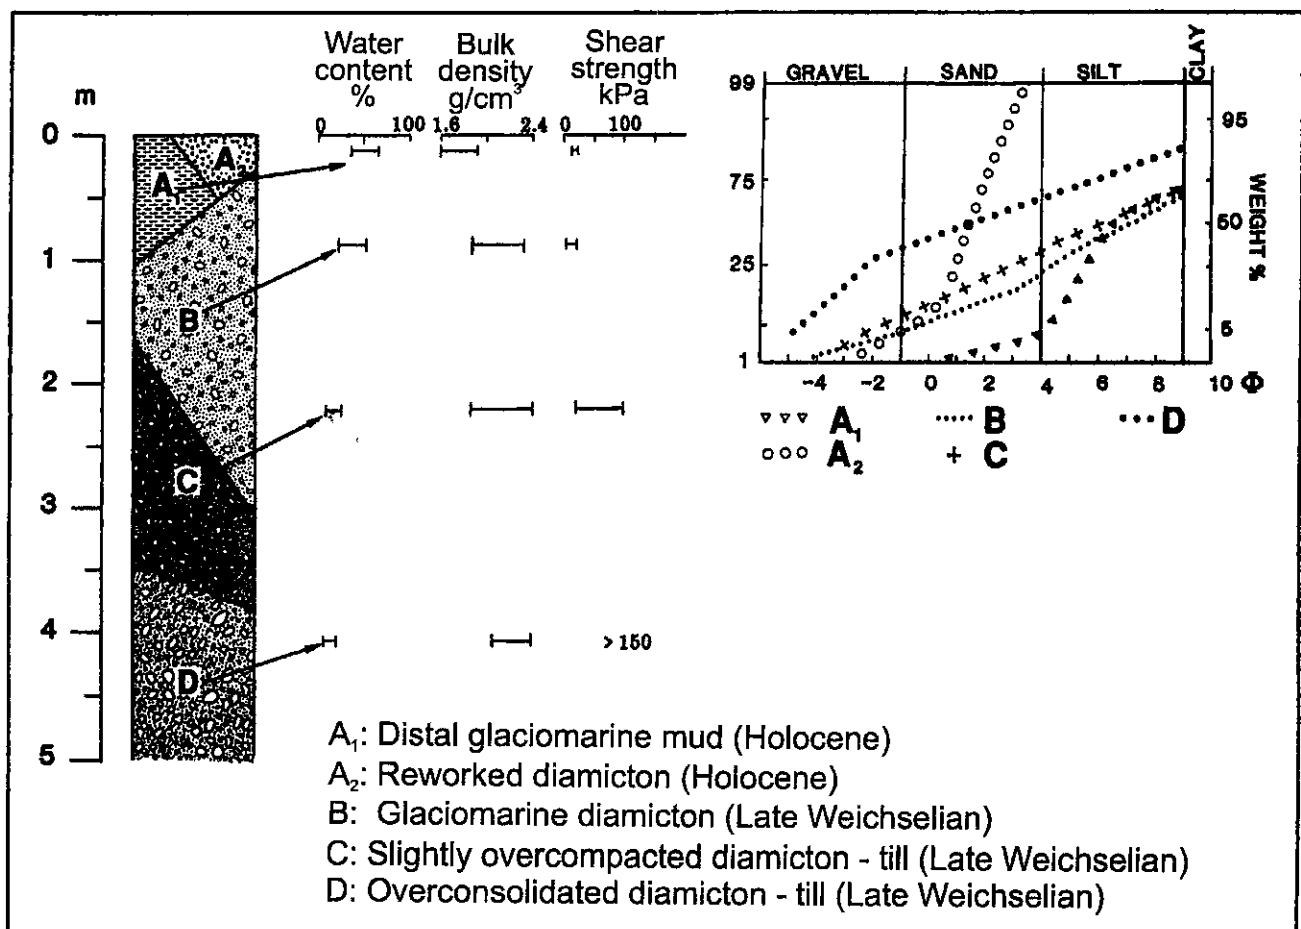 Water content %
Bulk density g/cm³
Shear strength kPa
m
0 100
1.6 2.4
0 100
0
1
2
3
4
5
A₁
A₂
B
C
D
> 150
GRAVEL SAND SILT CLAY
99
75
25
1
95
50
5
WEIGHT %
-4 -2 0 2 4 6 8 10 Φ
A₁ B D
A₂ C
A₁: Distal glaciomarine mud (Holocene)
A₂: Reworked diamicton (Holocene)
B: Glaciomarine diamicton (Late Weichselian)
C: Slightly overcompacted diamicton - till (Late Weichselian)
D: Overconsolidated diamicton - till (Late Weichselian)